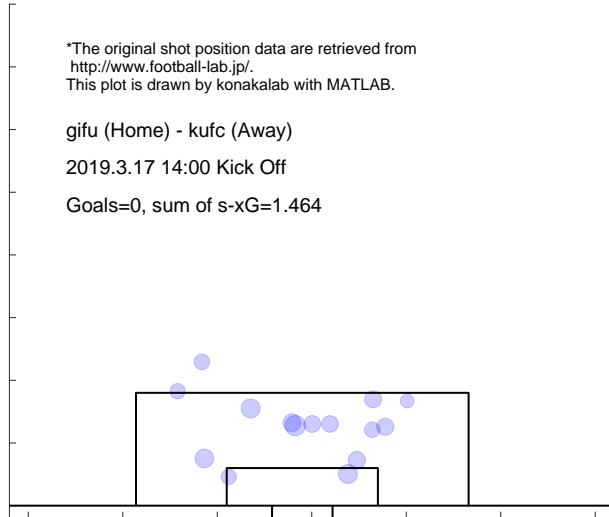 *The original shot position data are retrieved from
http://www.football-lab.jp/.
This plot is drawn by konakalab with MATLAB.
gifu (Home) - kufc (Away)
2019.3.17 14:00 Kick Off
Goals=0, sum of s-xG=1.464